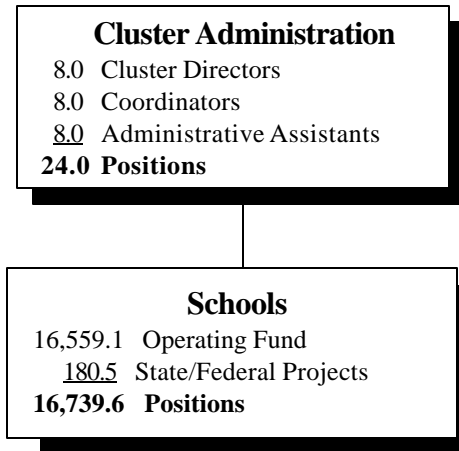 Cluster Administration
8.0 Cluster Directors
8.0 Coordinators
8.0 Administrative Assistants
24.0 Positions
Schools
16,559.1 Operating Fund
180.5 State/Federal Projects
16,739.6 Positions